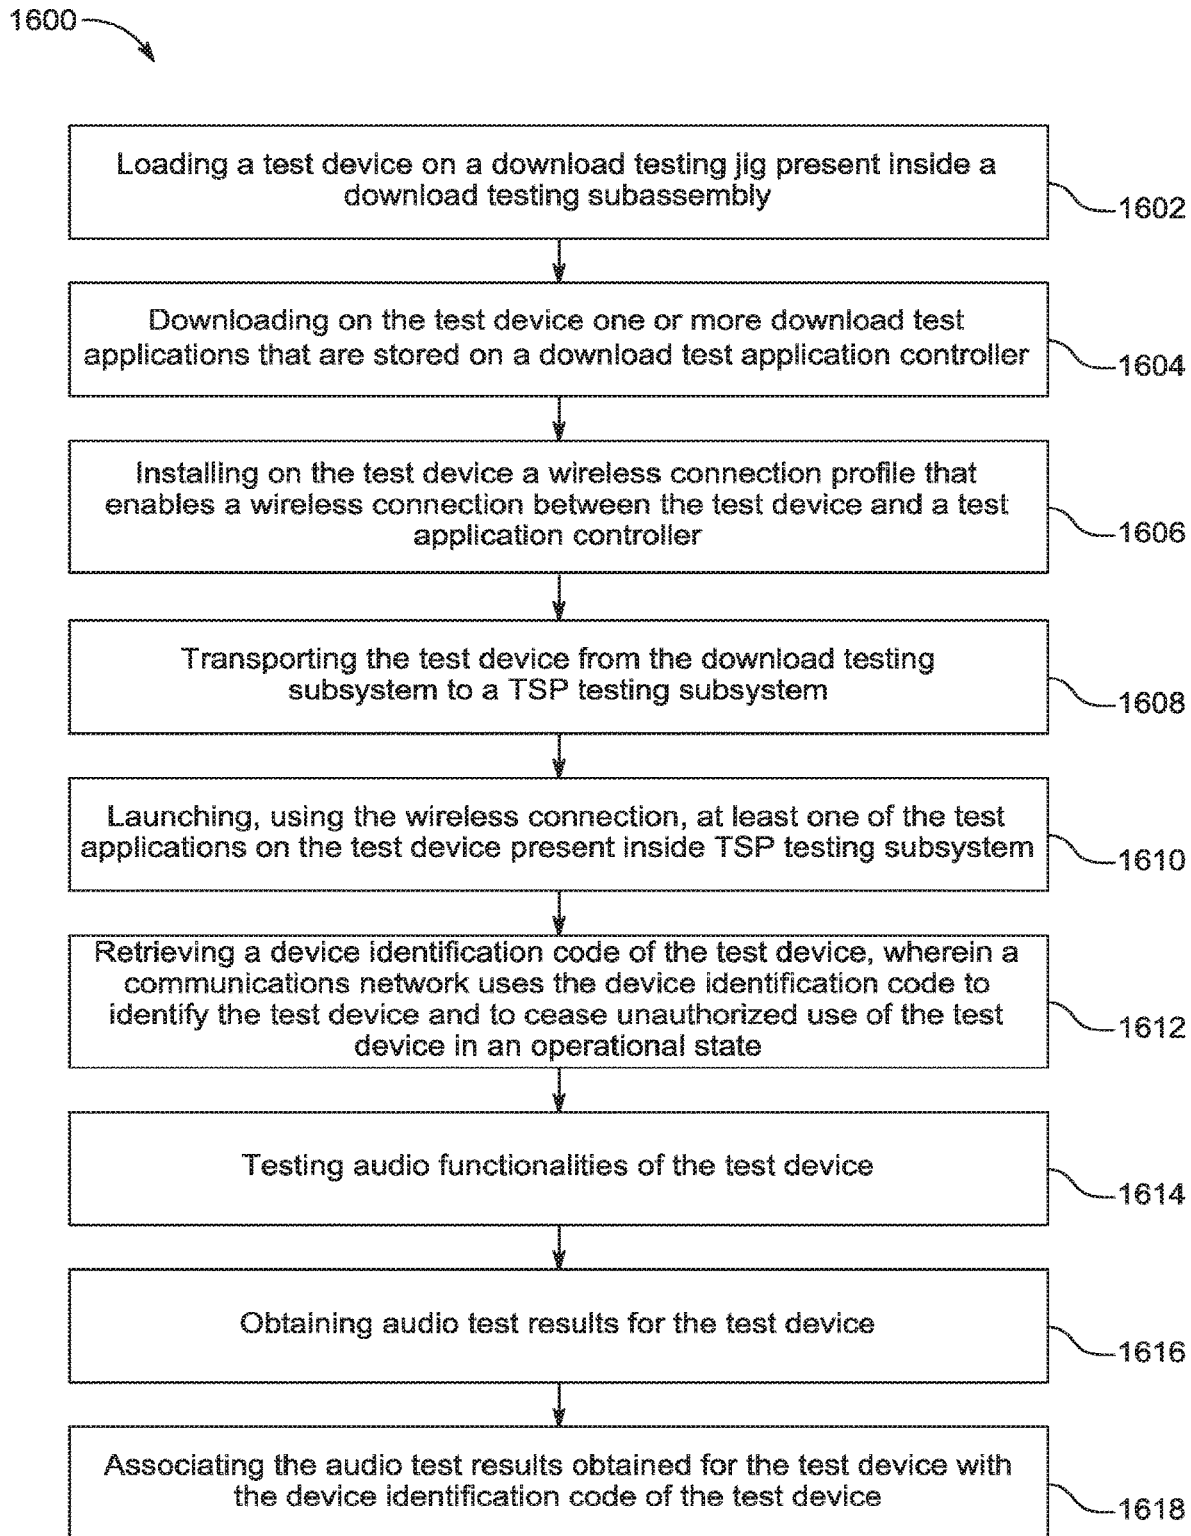 1600
Loading a test device on a download testing jig present inside a
download testing subassembly
1602
Downloading on the test device one or more download test
applications that are stored on a download test application controller
1604
Installing on the test device a wireless connection profile that
enables a wireless connection between the test device and a test
application controller
1606
Transporting the test device from the download testing
subsystem to a TSP testing subsystem
1608
Launching, using the wireless connection, at least one of the test
applications on the test device present inside TSP testing subsystem
1610
Retrieving a device identification code of the test device, wherein a
communications network uses the device identification code to
identify the test device and to cease unauthorized use of the test
device in an operational state
1612
Testing audio functionalities of the test device
1614
Obtaining audio test results for the test device
1616
Associating the audio test results obtained for the test device with
the device identification code of the test device
1618